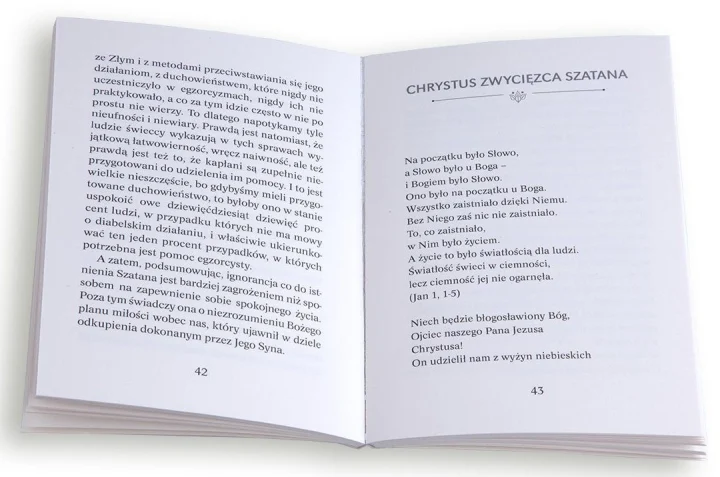 ze Złym i z metodami przeciwstawiania się jego
działaniom, z duchowieństwem, które nigdy nie
uczestniczyło w egzorcyzmach, nigdy ich nie
praktykowało, a co za tym idzie często w nie po
prostu nie wierzy. To dlatego napotykamy tyle
nieufności i niewiary. Prawdą jest natomiast, że
ludzie świeccy wykazują w tych sprawach wy-
jątkową łatwowierność, wręcz naiwność, ale też
prawdą jest też to, że kapłani są zupełnie nie-
przygotowani do udzielenia im pomocy. I to jest
wielkie nieszczęście, bo gdybyśmy mieli przygo-
towane duchowieństwo, to byłoby ono w stanie
uspokoić owe dziewięćdziesiąt dziewięć pro-
cent ludzi, w przypadku których nie ma mowy
o diabelskim działaniu, i właściwie ukierunko-
wać ten jeden procent przypadków, w których
potrzebna jest pomoc egzorcysty.
A zatem, podsumowując, ignorancja co do ist-
nienia Szatana jest bardziej zagrożeniem niż spo-
sobem na zapewnienie sobie spokojnego życia.
Poza tym świadczy ona o niezrozumieniu Bożego
planu miłości wobec nas, który ujawnił w dziele
odkupienia dokonanym przez Jego Syna.
42
CHRYSTUS ZWYCIĘZCA SZATANA
Na początku było Słowo,
a Słowo było u Boga –
i Bogiem było Słowo.
Ono było na początku u Boga.
Wszystko zaistniało dzięki Niemu.
Bez Niego zaś nic nie zaistniało.
To, co zaistniało,
w Nim było życiem.
A życie to było światłością dla ludzi.
Światłość świeci w ciemności,
lecz ciemność jej nie ogarnęła.
(Jan 1, 1-5)
Niech będzie błogosławiony Bóg,
Ojciec naszego Pana Jezusa
Chrystusa!
On udzielił nam z wyżyn niebieskich
43